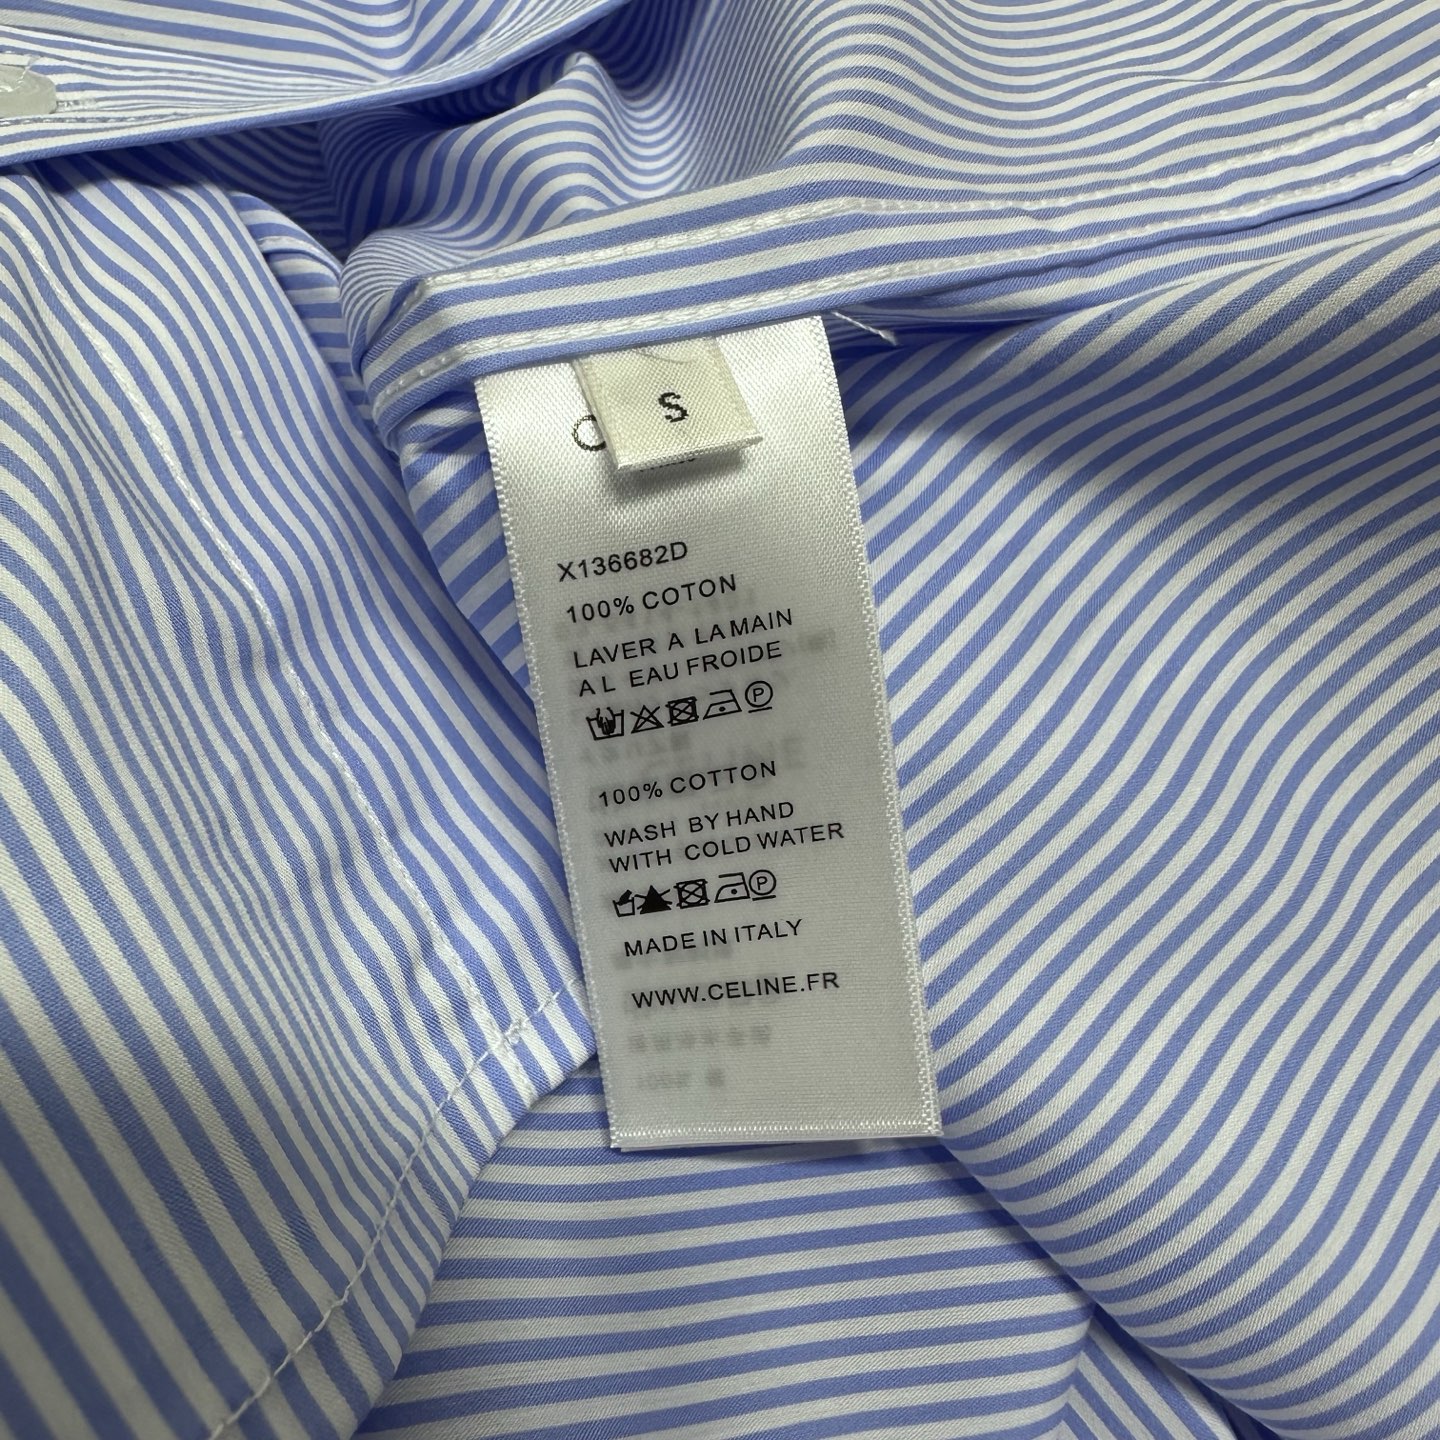 S
X136682D
100% COTON
LAVER A LA MAIN
A L EAU FROIDE
P
100% COTTON
WASH BY HAND
WITH COLD WATER
P
MADE IN ITALY
WWW.CELINE.FR